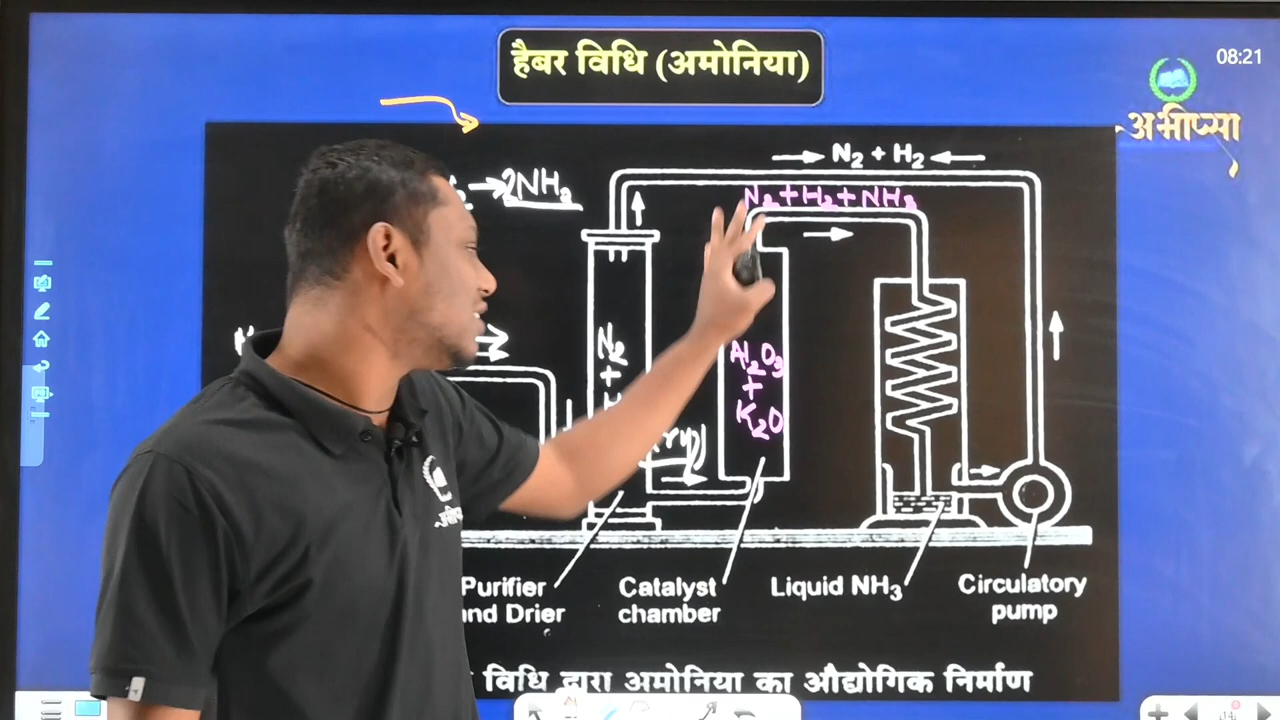 हैबर विधि (अमोनिया)
08:21
अभीप्सा
N₂ + H₂
→2NH₃
N₂+H₂+NH₃
N₂
+
Al₂O₃
+
K₂O
Purifier
and Drier
Catalyst
chamber
Liquid NH₃
Circulatory
pump
विधि द्वारा अमोनिया का औद्योगिक निर्माण